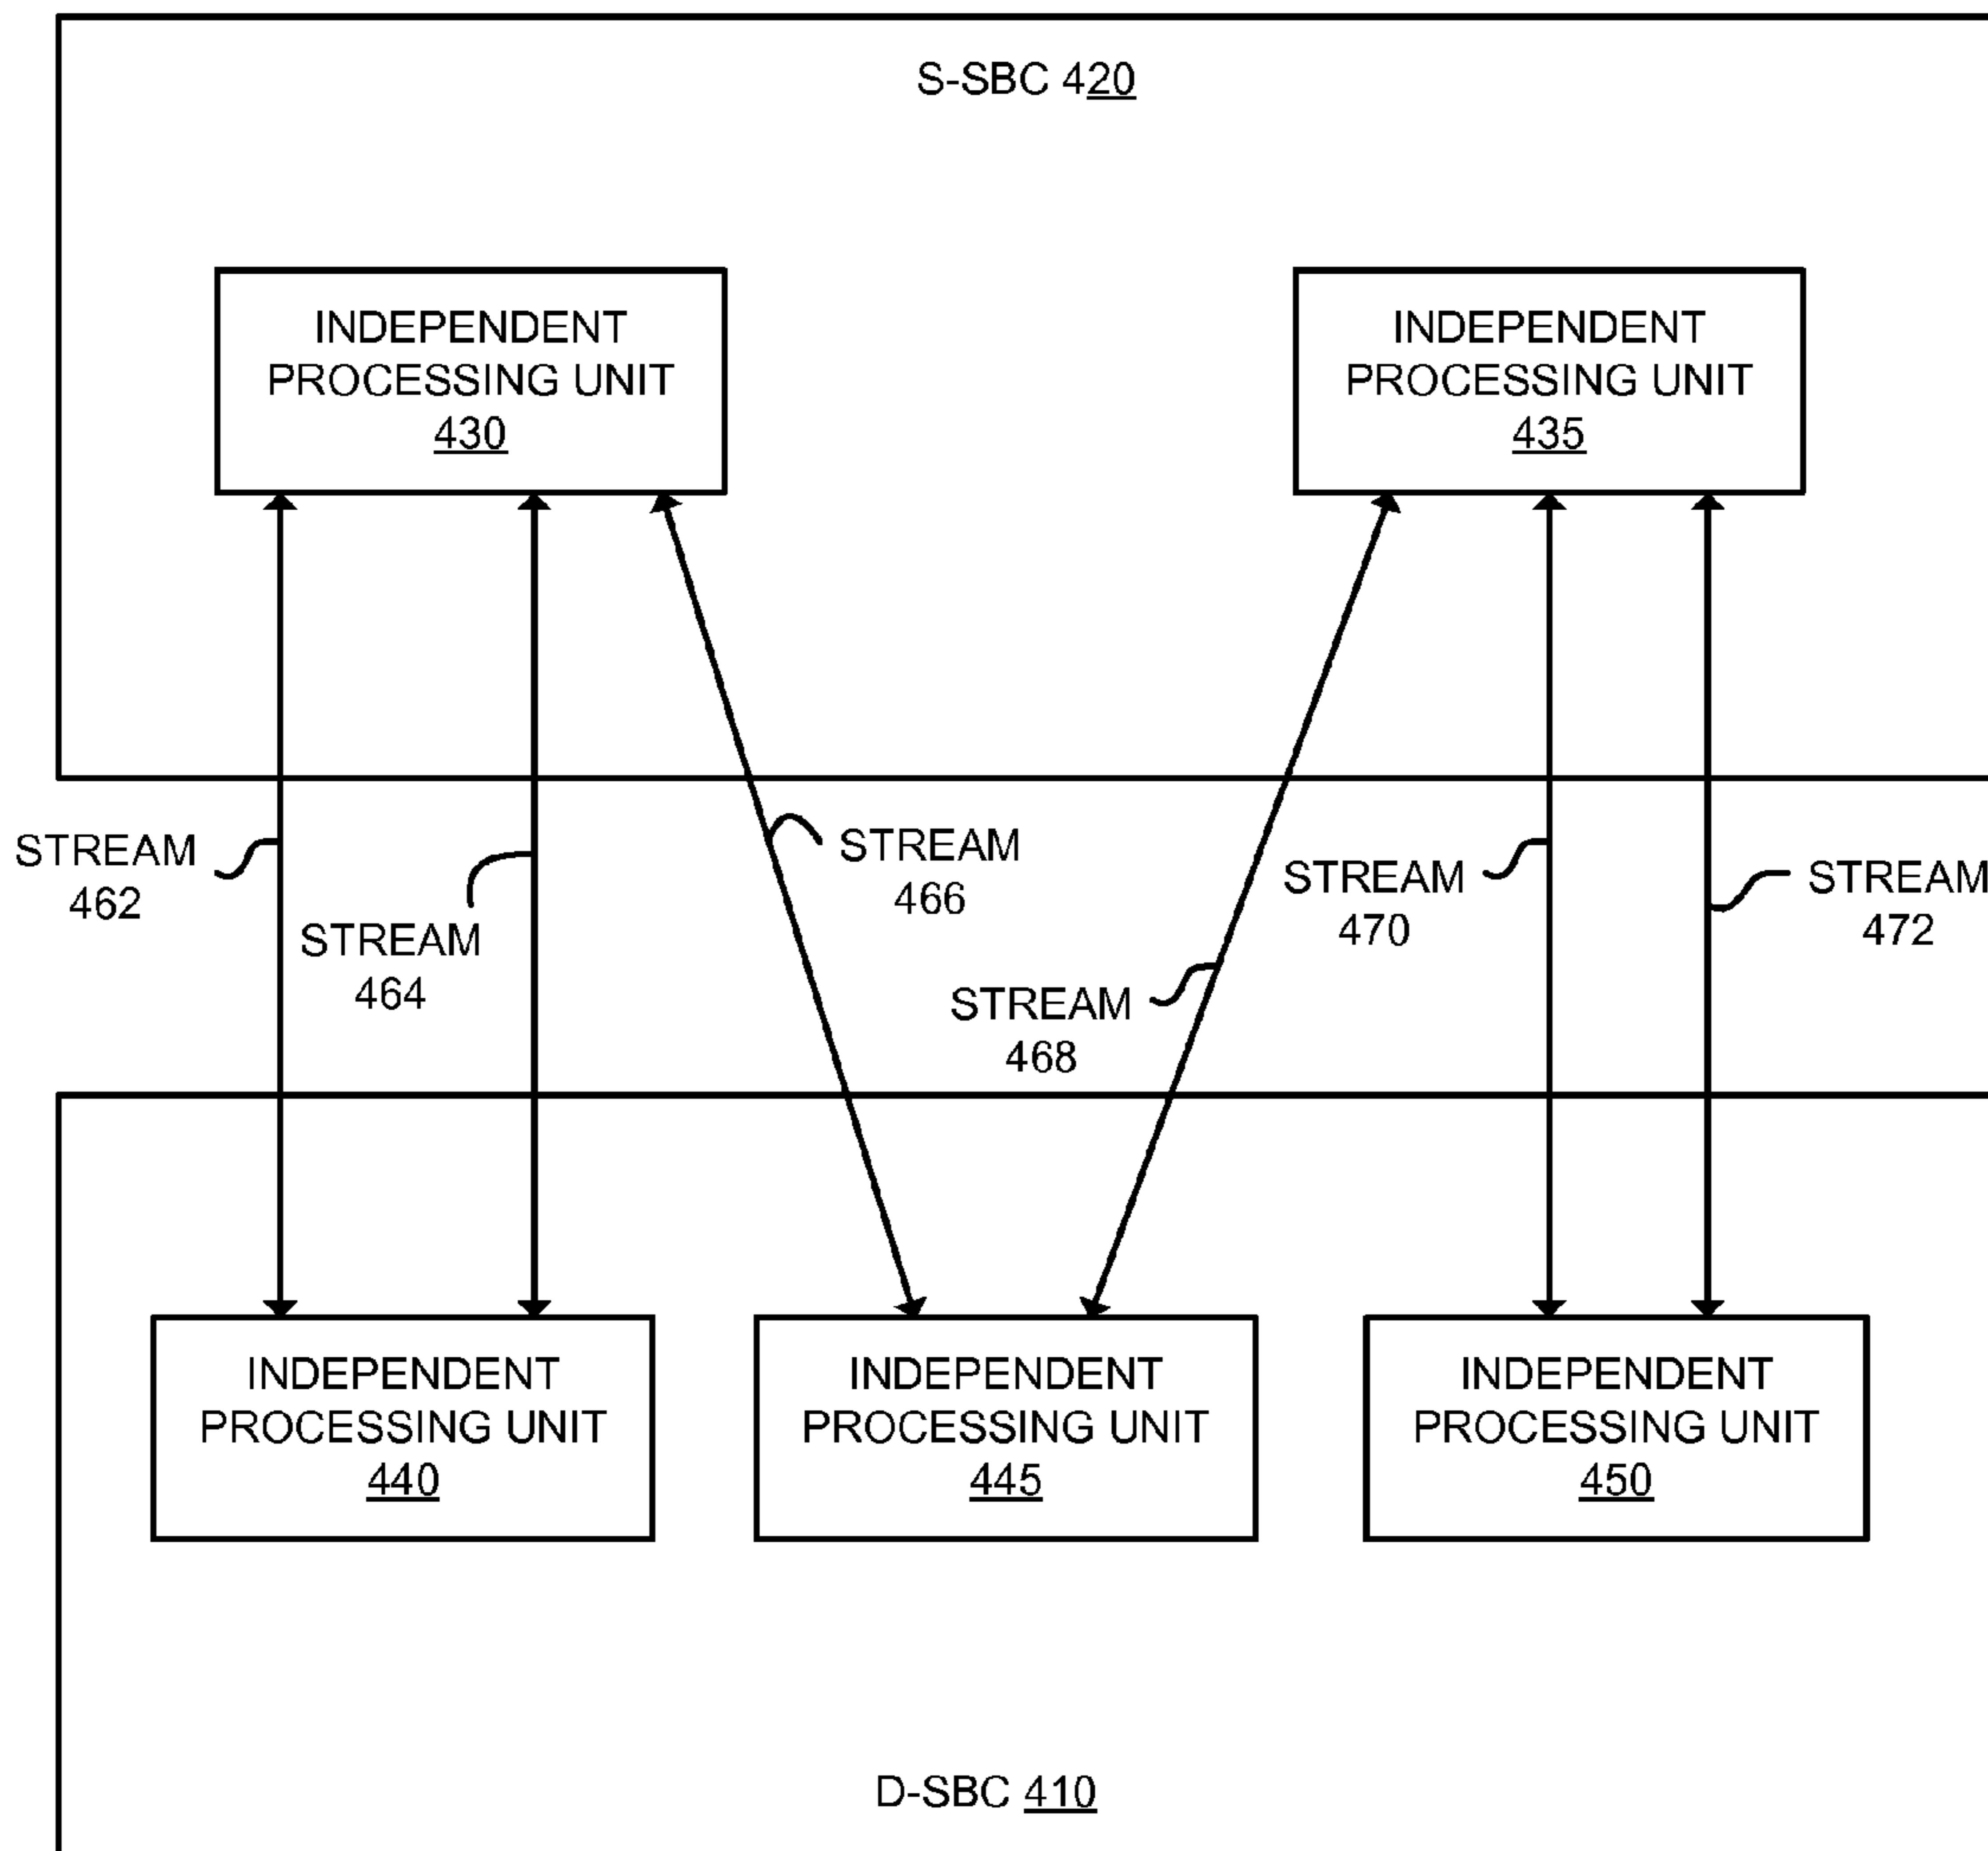 S-SBC 420
INDEPENDENT
PROCESSING UNIT
430
INDEPENDENT
PROCESSING UNIT
435
STREAM
462
STREAM
464
STREAM
466
STREAM
468
STREAM
470
STREAM
472
INDEPENDENT
PROCESSING UNIT
440
INDEPENDENT
PROCESSING UNIT
445
INDEPENDENT
PROCESSING UNIT
450
D-SBC 410